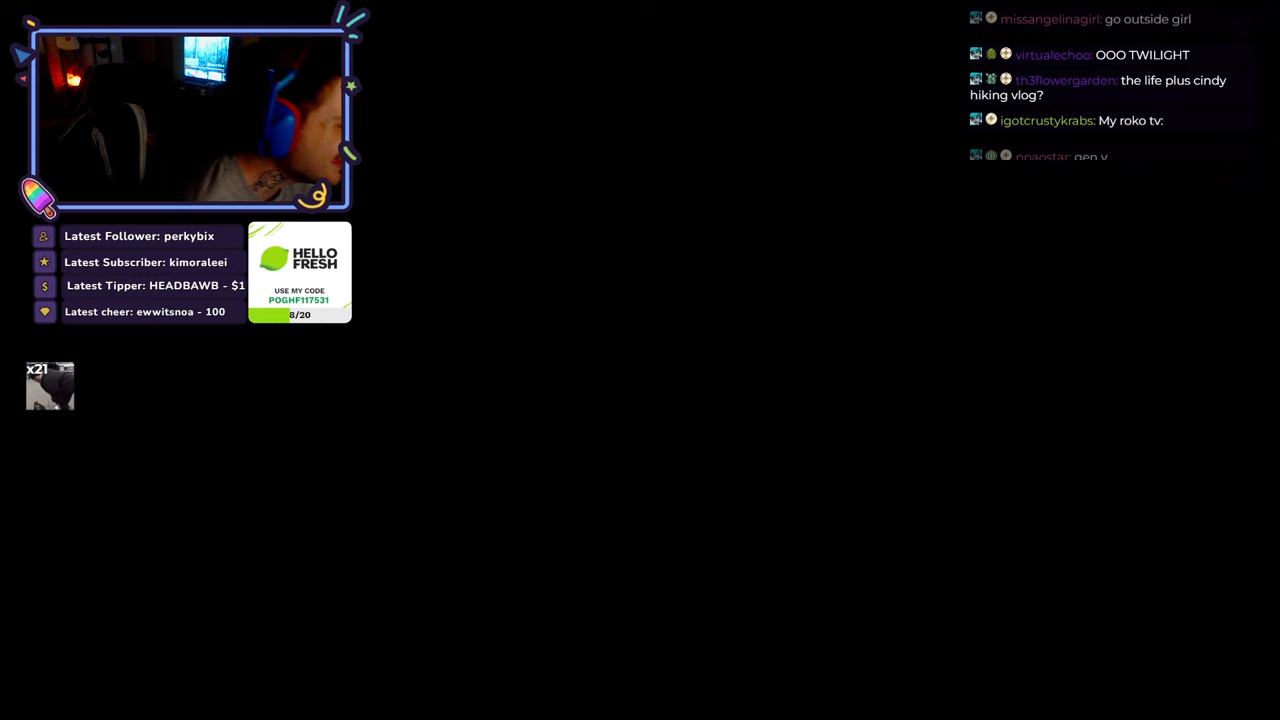 missangelinagirl: go outside girl
virtualechoo: OOO TWILIGHT
th3flowergarden: the life plus cindy
hiking vlog?
igotcrustykrabs: My roko tv:
Latest Follower: perkybix
Latest Subscriber: kimoraleei
Latest Tipper: HEADBAWB - $1
Latest cheer: ewwitsnoa - 100
HELLO
FRESH
USE MY CODE
POGHF117531
8/20
x21